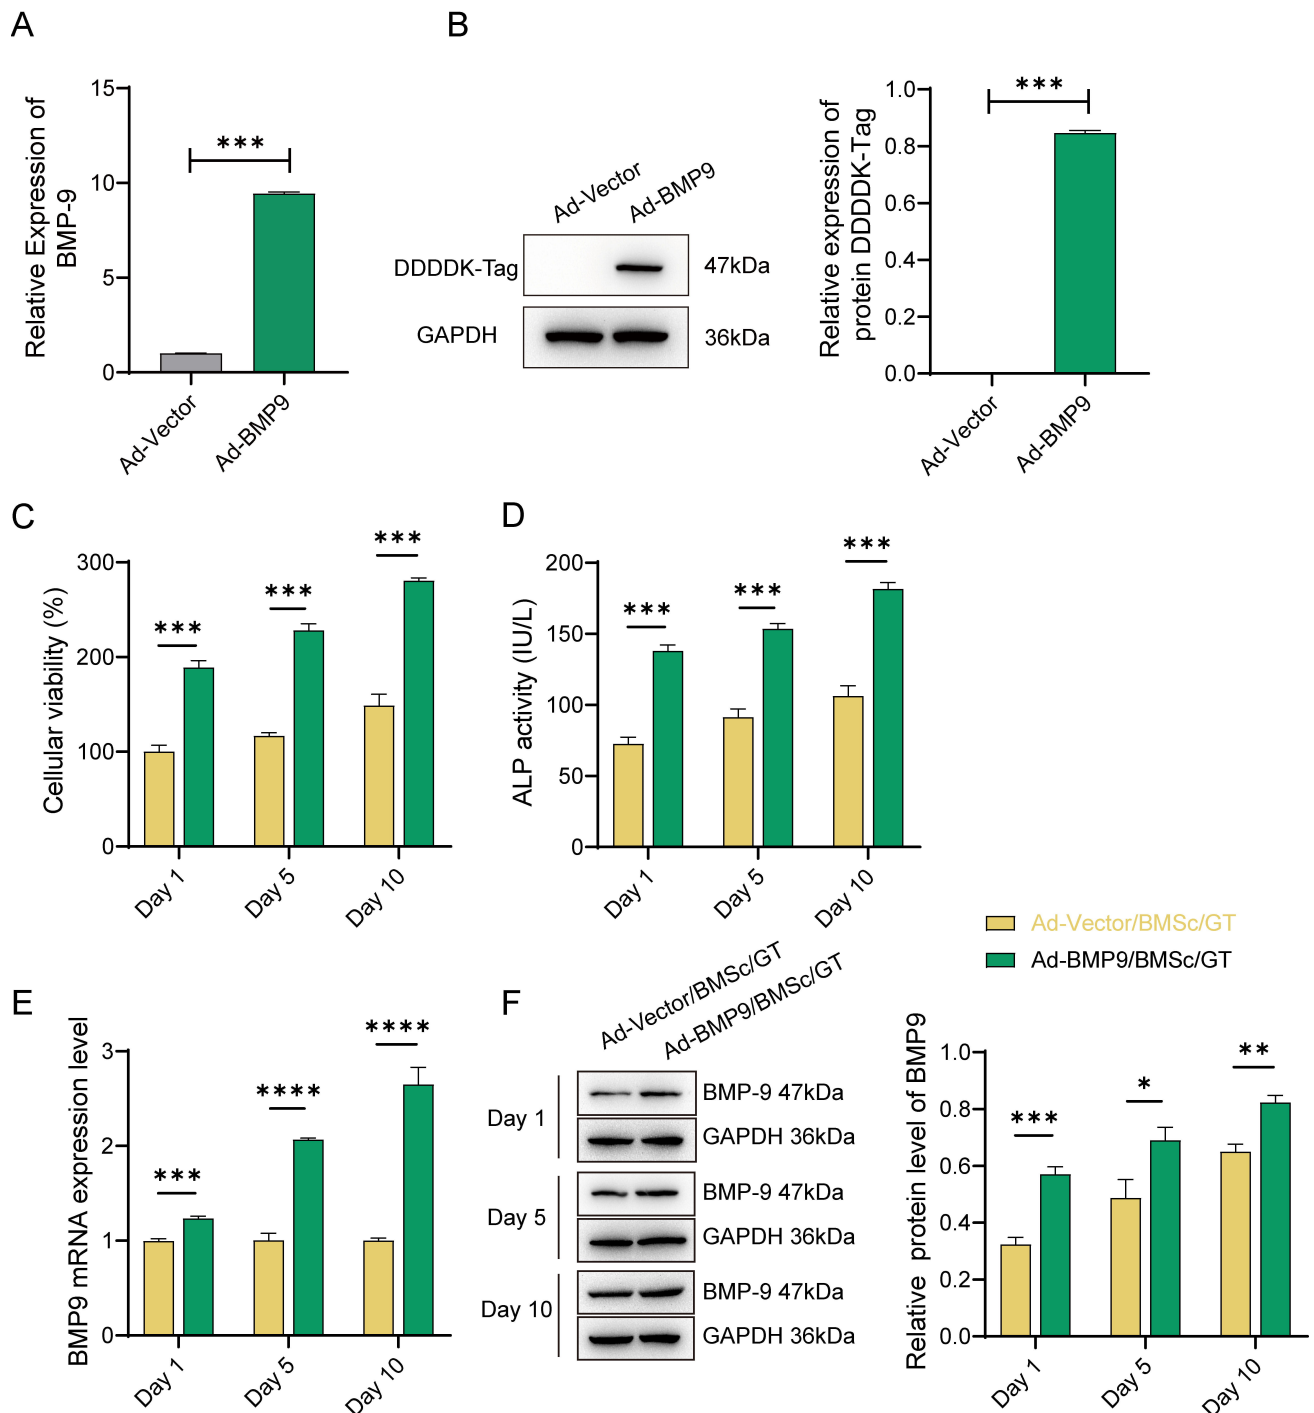 A
Relative Expression of
BMP-9
15
10
5
0
***
Ad-Vector
Ad-BMP9
B
Ad-Vector
Ad-BMP9
DDDDK-Tag
47kDa
GAPDH
36kDa
Relative expression of
protein DDDDK-Tag
1.0
0.8
0.6
0.4
0.2
0.0
***
Ad-Vector
Ad-BMP9
C
Cellular viability (%)
300
200
100
0
***
***
***
Day 1
Day 5
Day 10
D
ALP activity (IU/L)
200
150
100
50
0
***
***
***
Day 1
Day 5
Day 10
Ad-Vector/BMSc/GT
Ad-BMP9/BMSc/GT
E
BMP9 mRNA expression level
3
2
1
0
***
****
****
Day 1
Day 5
Day 10
F
Ad-Vector/BMSc/GT
Ad-BMP9/BMSc/GT
Day 1
BMP-9 47kDa
GAPDH 36kDa
Day 5
BMP-9 47kDa
GAPDH 36kDa
Day 10
BMP-9 47kDa
GAPDH 36kDa
Relative protein level of BMP9
1.0
0.8
0.6
0.4
0.2
0.0
***
*
**
Day 1
Day 5
Day 10